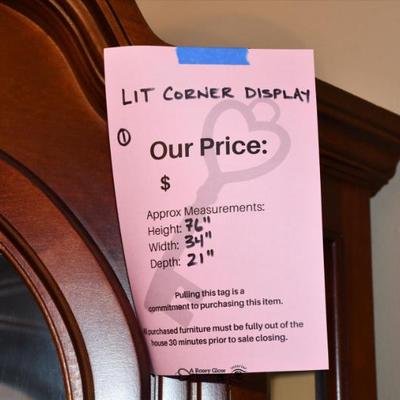 LIT CORNER DISPLAY
①
Our Price:
$
Approx Measurements:
Height: 76"
Width: 34"
Depth: 21"
Pulling this tag is a
commitment to purchasing this item.
purchased furniture must be fully out of the
house 30 minutes prior to sale closing.
A Rosey Glow